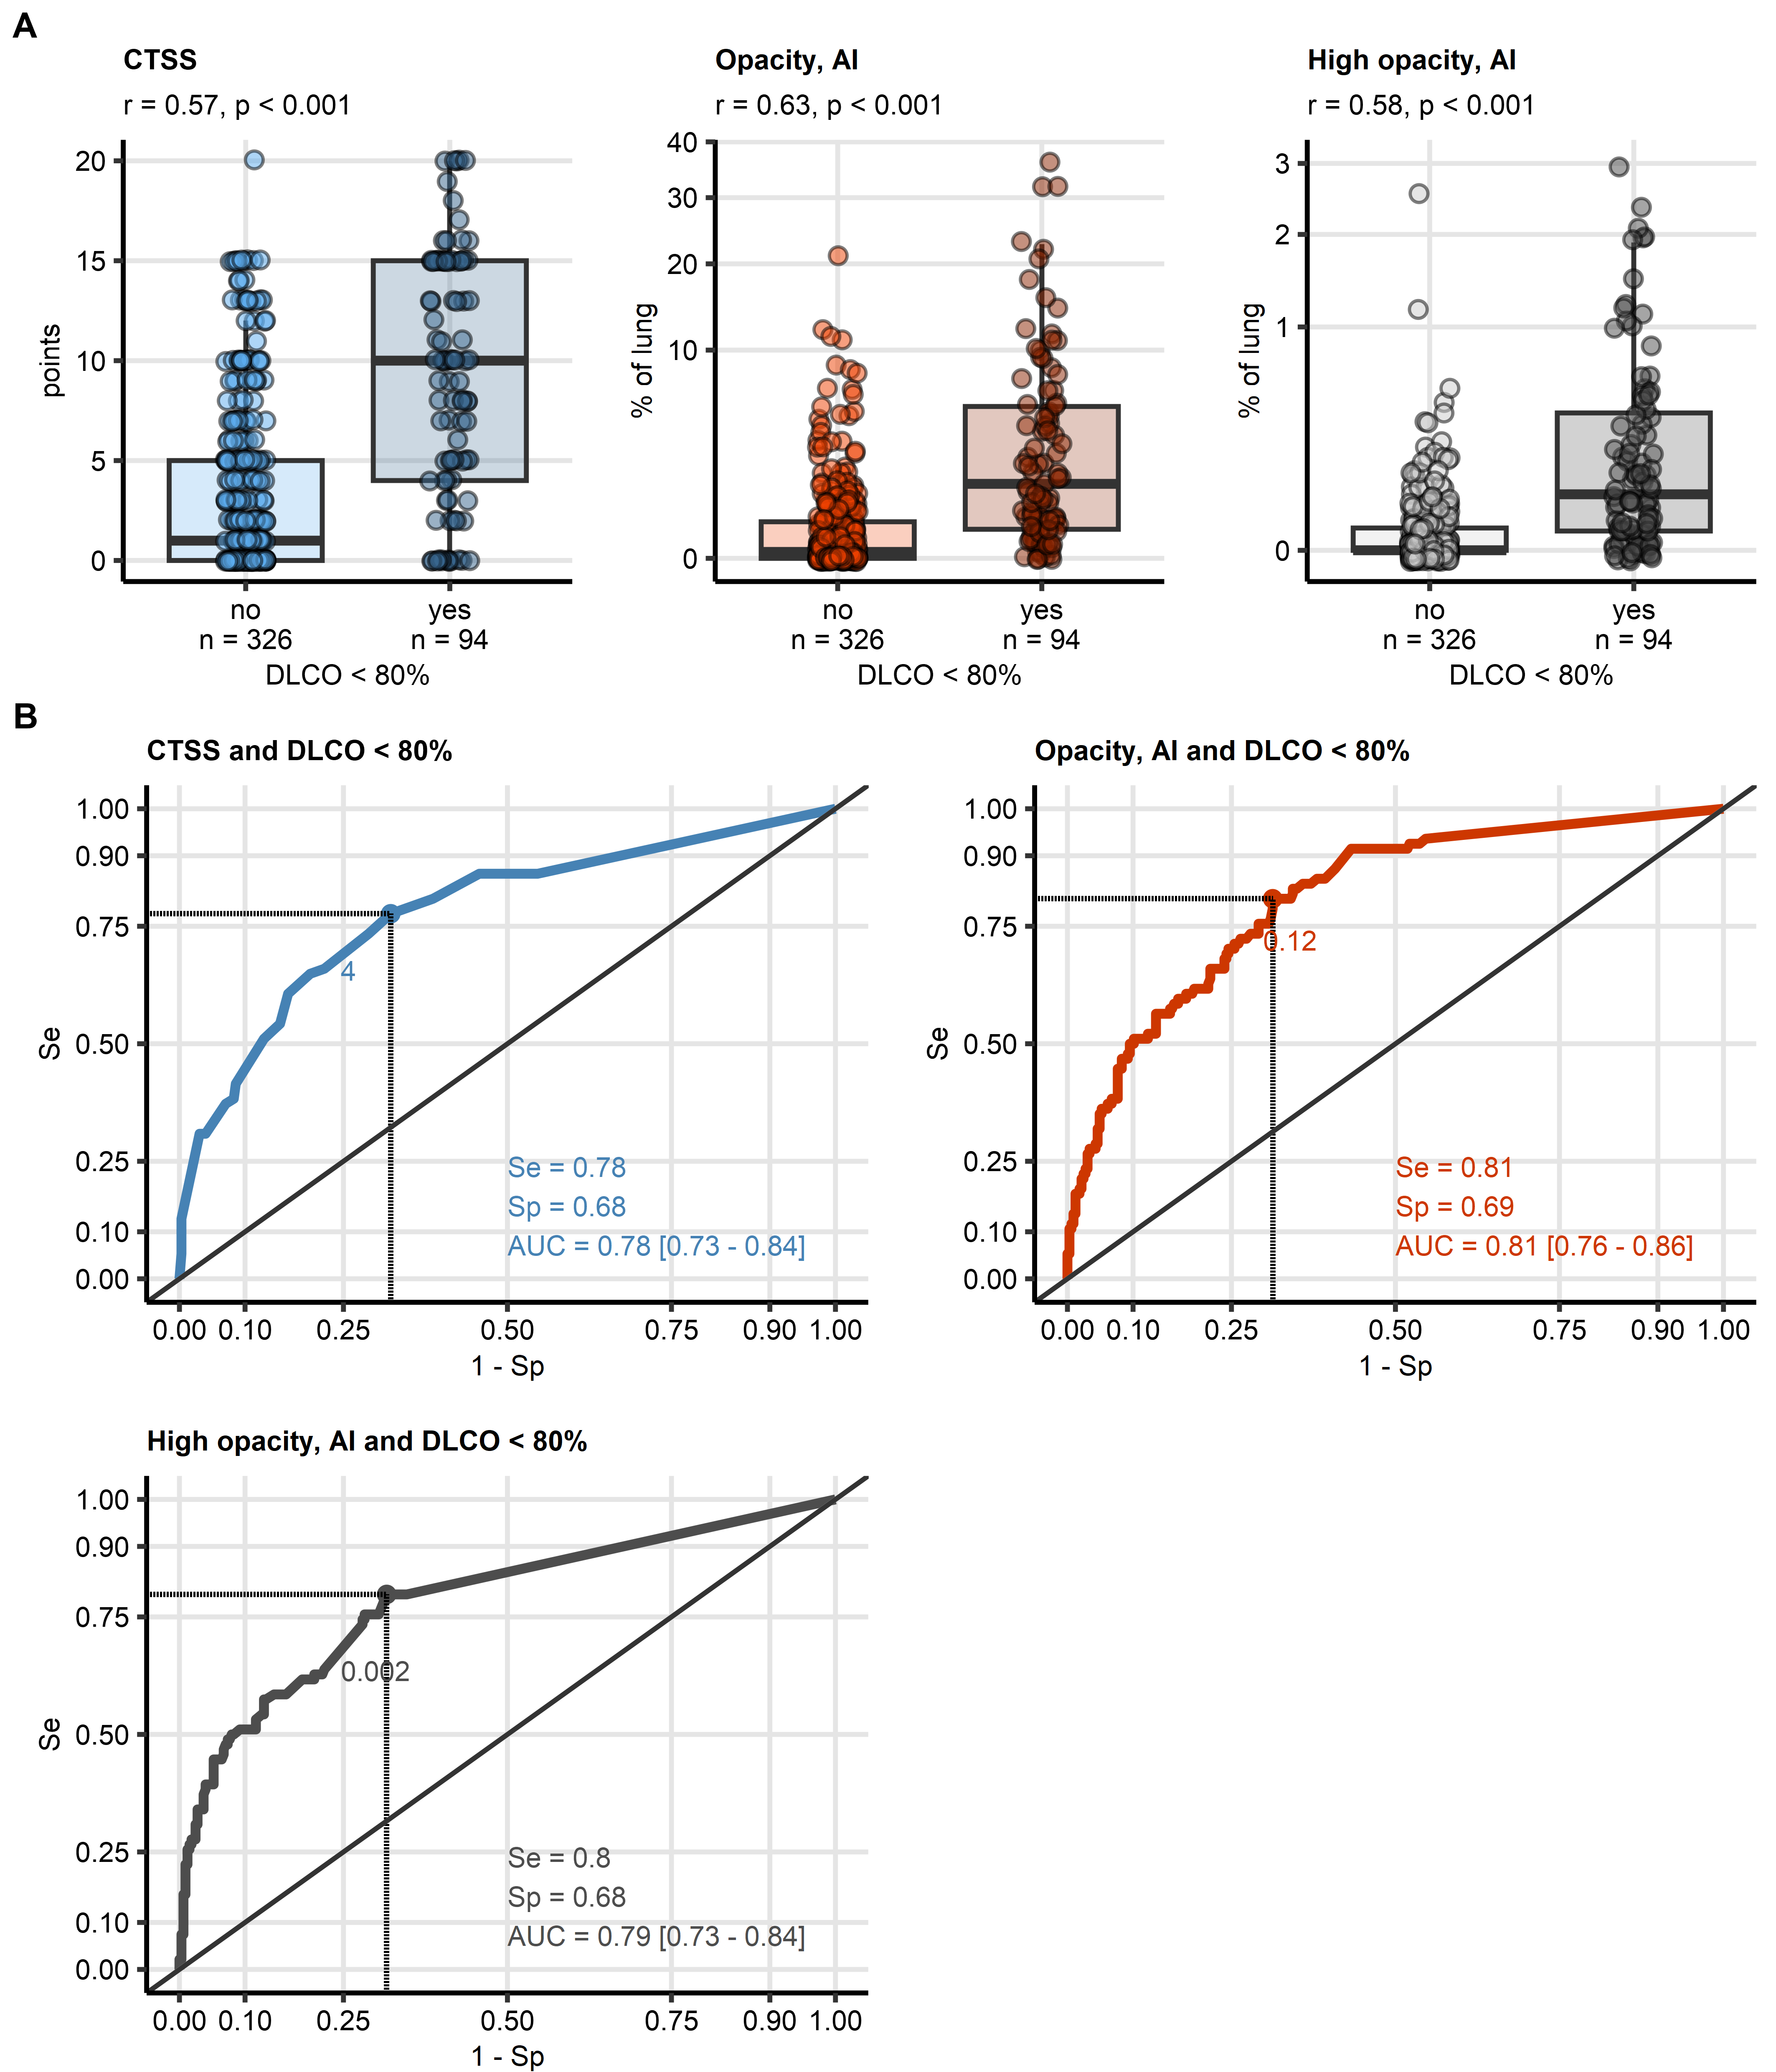 A
CTSS
r = 0.57, p < 0.001
20
15
10
5
0
points
no
n = 326
yes
n = 94
DLCO < 80%
Opacity, AI
r = 0.63, p < 0.001
40
30
20
10
0
% of lung
no
n = 326
yes
n = 94
DLCO < 80%
High opacity, AI
r = 0.58, p < 0.001
3
2
1
0
% of lung
no
n = 326
yes
n = 94
DLCO < 80%
B
CTSS and DLCO < 80%
1.00
0.90
0.75
0.50
0.25
0.10
0.00
Se
4
Se = 0.78
Sp = 0.68
AUC = 0.78 [0.73 - 0.84]
0.00 0.10 0.25 0.50 0.75 0.90 1.00
1 - Sp
Opacity, AI and DLCO < 80%
1.00
0.90
0.75
0.50
0.25
0.10
0.00
Se
0.12
Se = 0.81
Sp = 0.69
AUC = 0.81 [0.76 - 0.86]
0.00 0.10 0.25 0.50 0.75 0.90 1.00
1 - Sp
High opacity, AI and DLCO < 80%
1.00
0.90
0.75
0.50
0.25
0.10
0.00
Se
0.002
Se = 0.8
Sp = 0.68
AUC = 0.79 [0.73 - 0.84]
0.00 0.10 0.25 0.50 0.75 0.90 1.00
1 - Sp